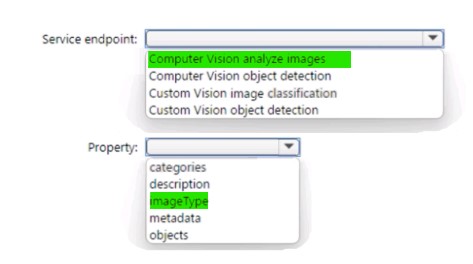 Service endpoint:
Computer Vision analyze images
Computer Vision object detection
Custom Vision image classification
Custom Vision object detection
Property:
categories
description
imageType
metadata
objects